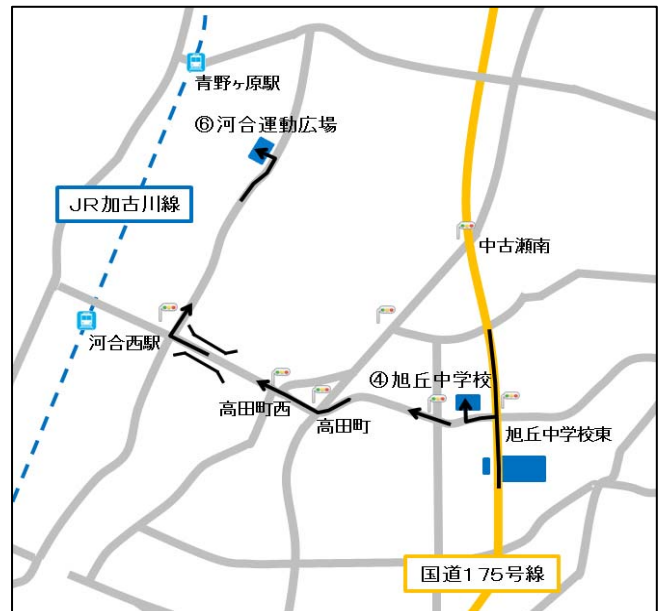 青野ヶ原駅
⑥河合運動広場
JR加古川線
中古瀬南
河合西駅
④旭丘中学校
高田町西
高田町
旭丘中学校東
国道175号線